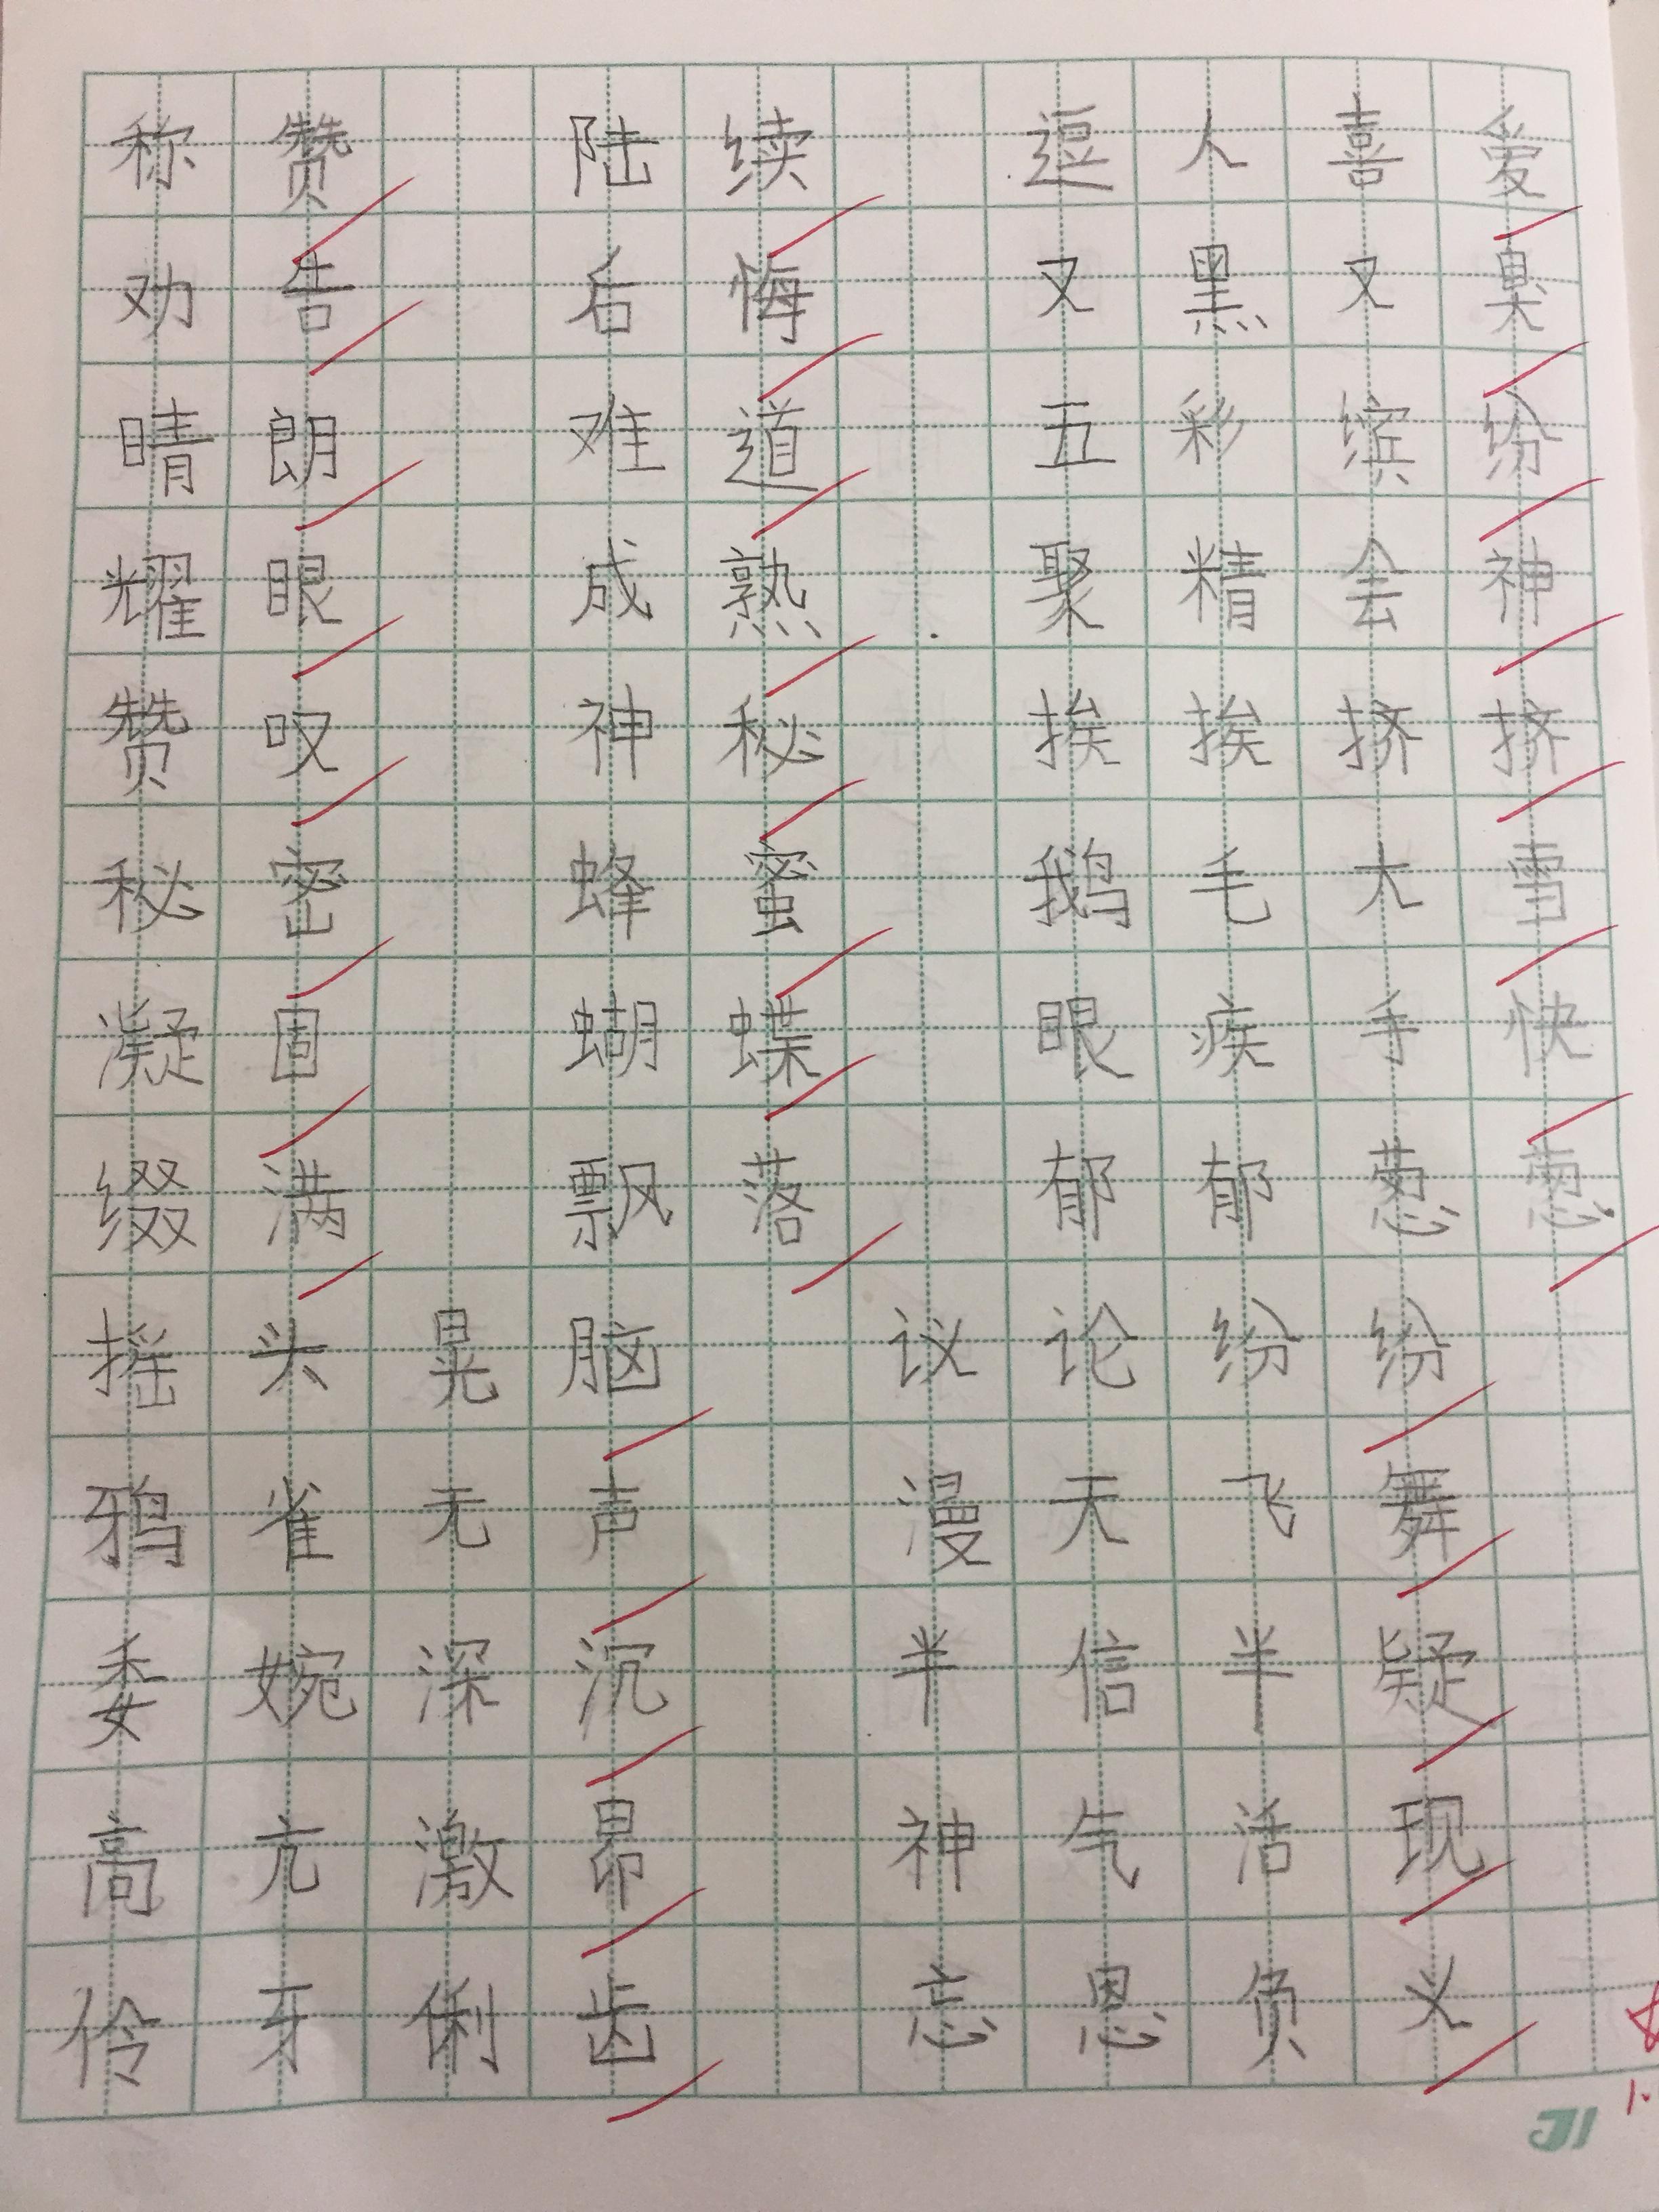 称赞 陆续 逗人喜爱
劝告 后悔 又黑又臭
晴朗 难道 五彩缤纷
耀眼 成熟 聚精会神
赞叹 神秘 挨挨挤挤
秘密 蜂蜜 鹅毛大雪
凝固 蝴蝶 眼疾手快
缀满 飘落 郁郁葱葱
摇头晃脑 议论纷纷
鸦雀无声 漫天飞舞
委婉深沉 半信半疑
高亢激昂 神气活现
伶牙俐齿 忘恩负义